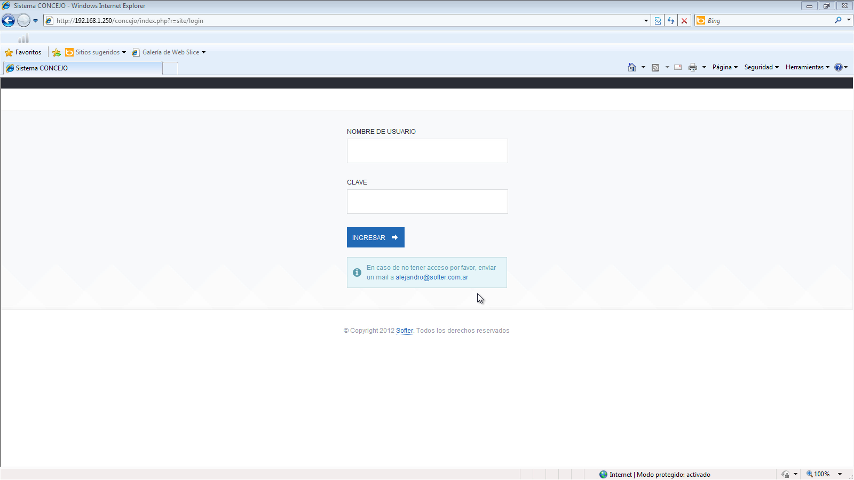 Sistema CONCEJO - Windows Internet Explorer
http://192.168.1.250/concejo/index.php?r=site/login
Bing
Favoritos
Sitios sugeridos
Galería de Web Slice
Sistema CONCEJO
Página
Seguridad
Herramientas
NOMBRE DE USUARIO
CLAVE
INGRESAR
En caso de no tener acceso por favor, enviar
un mail a alejandro@softer.com.ar
© Copyright 2012 Softer. Todos los derechos reservados.
Internet | Modo protegido: activado
100%